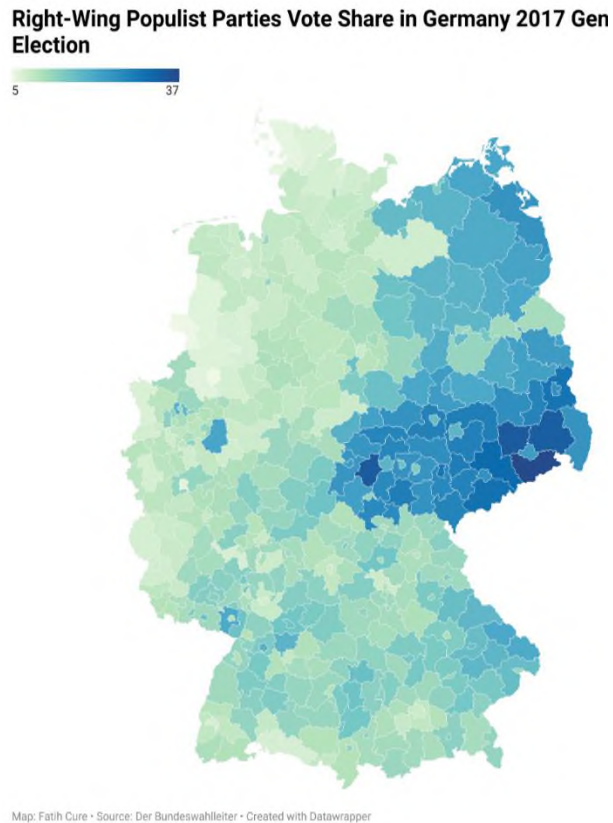 Right-Wing Populist Parties Vote Share in Germany 2017 Gen
Election
5 37
Map: Fatih Cure • Source: Der Bundeswahlleiter • Created with Datawrapper